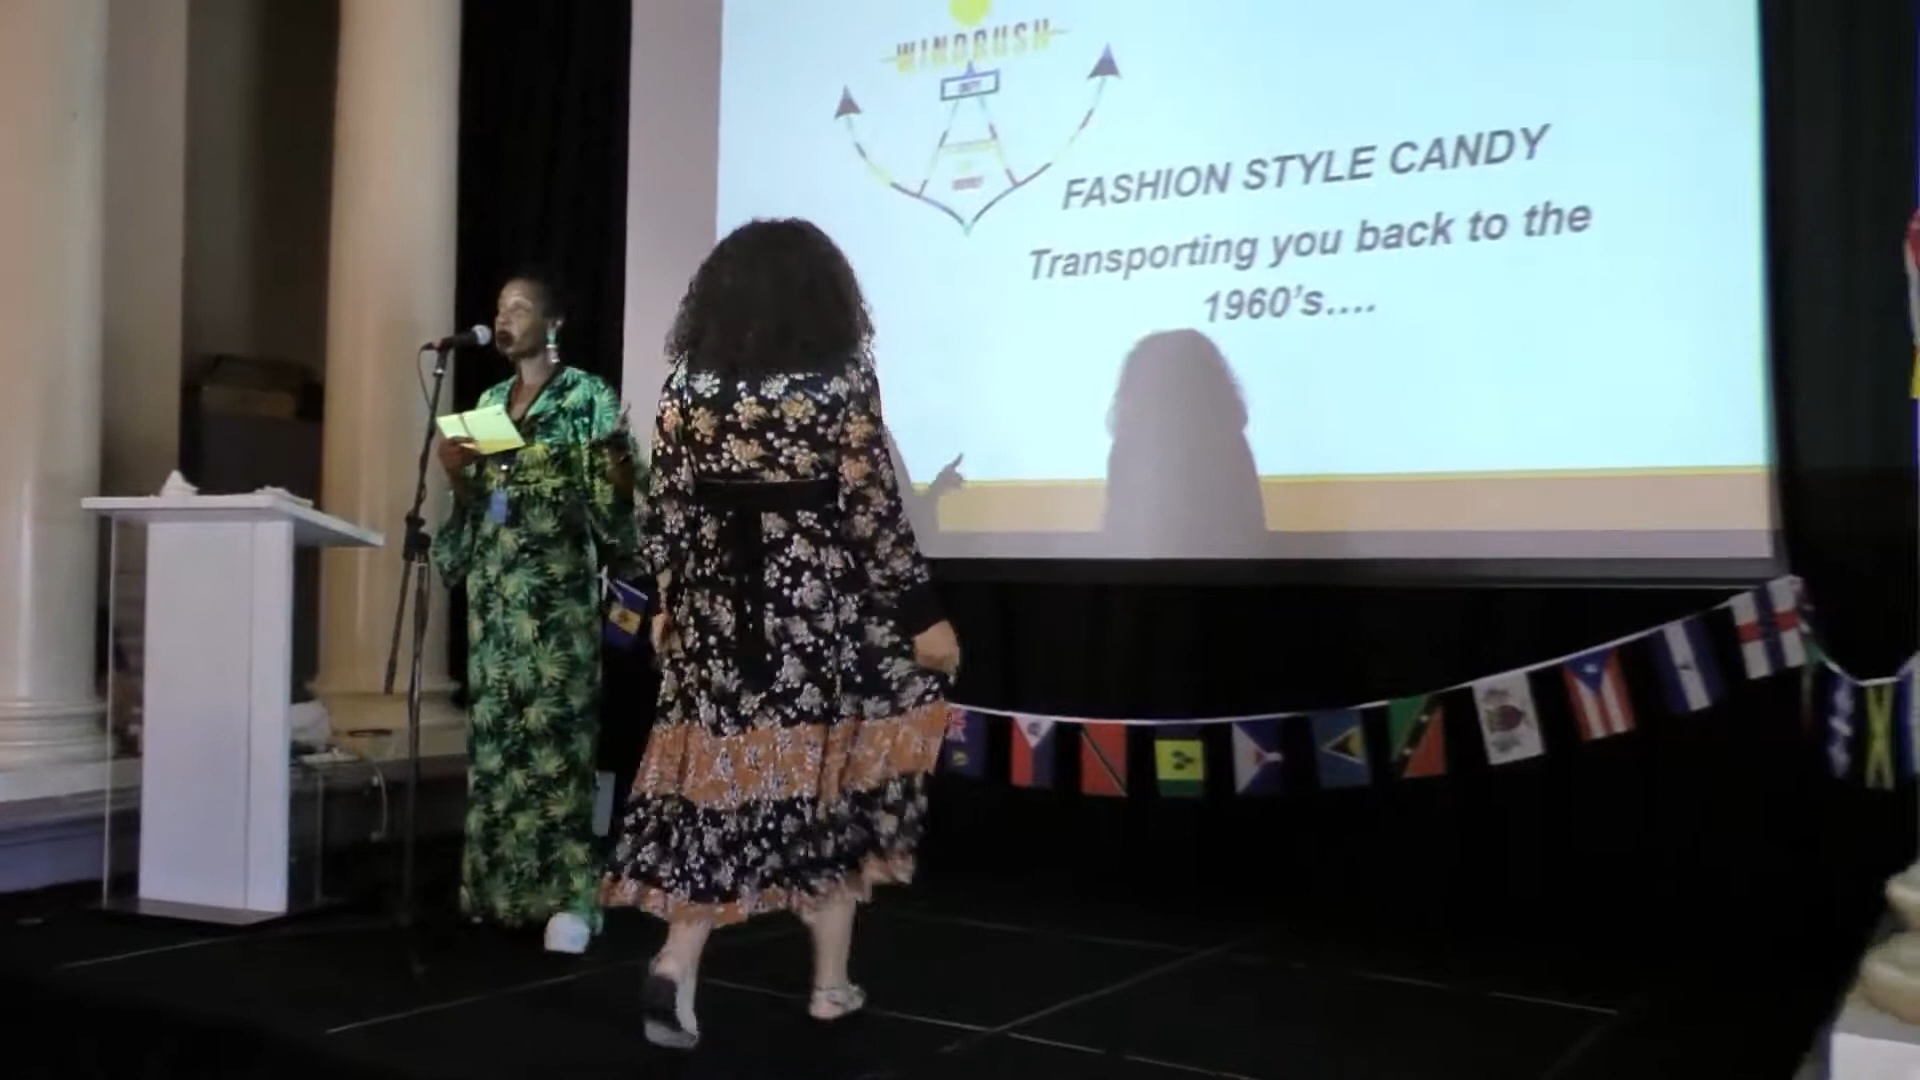 WINDRUSH
FASHION STYLE CANDY
Transporting you back to the
1960's....